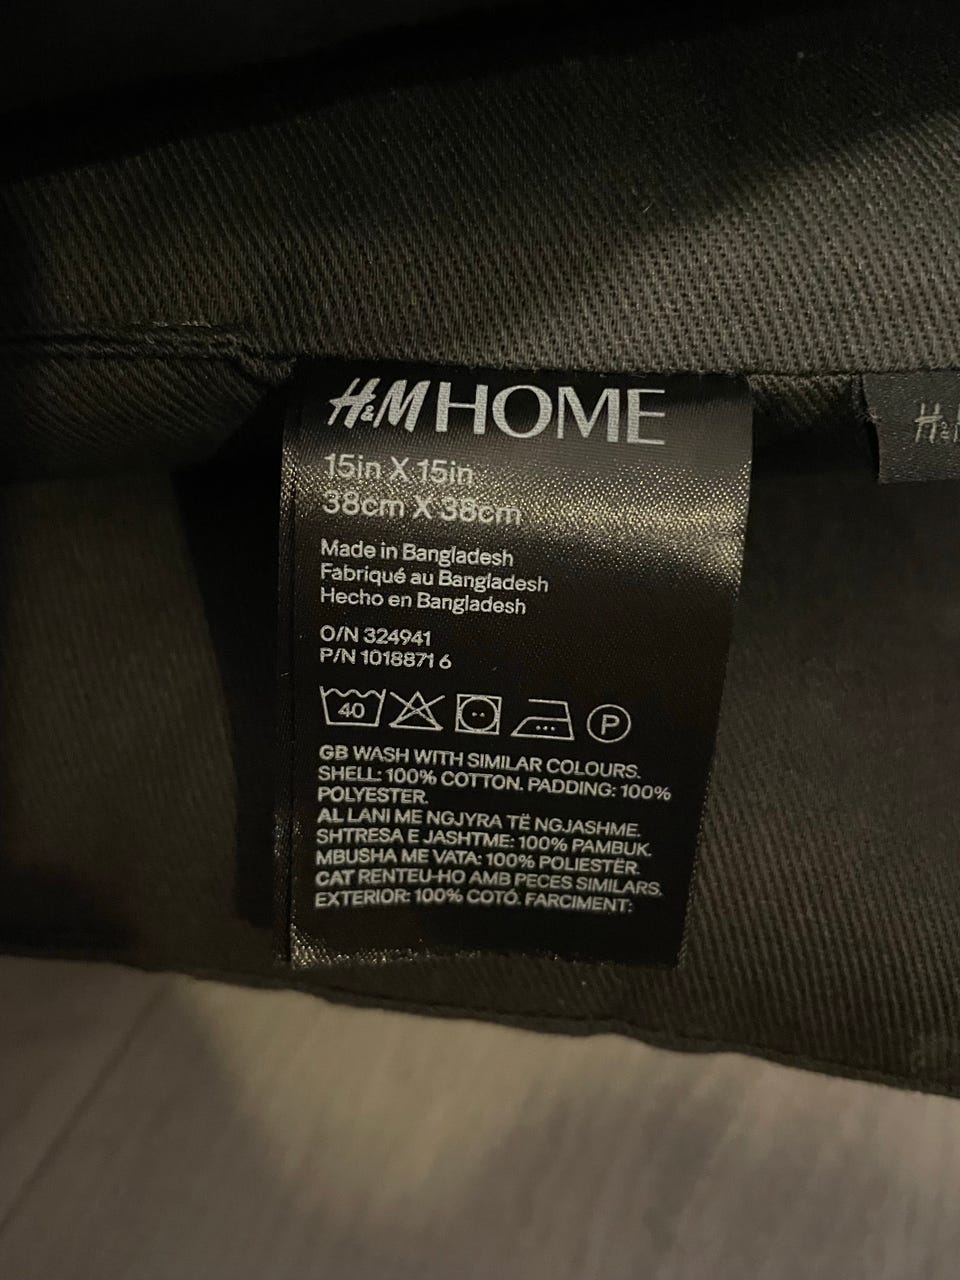 H&M HOME
15in X 15in
38cm X 38cm
Made in Bangladesh
Fabriqué au Bangladesh
Hecho en Bangladesh
O/N 324941
P/N 1018871 6
40
P
GB WASH WITH SIMILAR COLOURS.
SHELL: 100% COTTON. PADDING: 100%
POLYESTER.
AL LANI ME NGJYRA TË NGJASHME.
SHTRESA E JASHTME: 100% PAMBUK.
MBUSHA ME VATA: 100% POLIESTËR.
CAT RENTEU-HO AMB PECES SIMILARS.
EXTERIOR: 100% COTÓ. FARCIMENT: